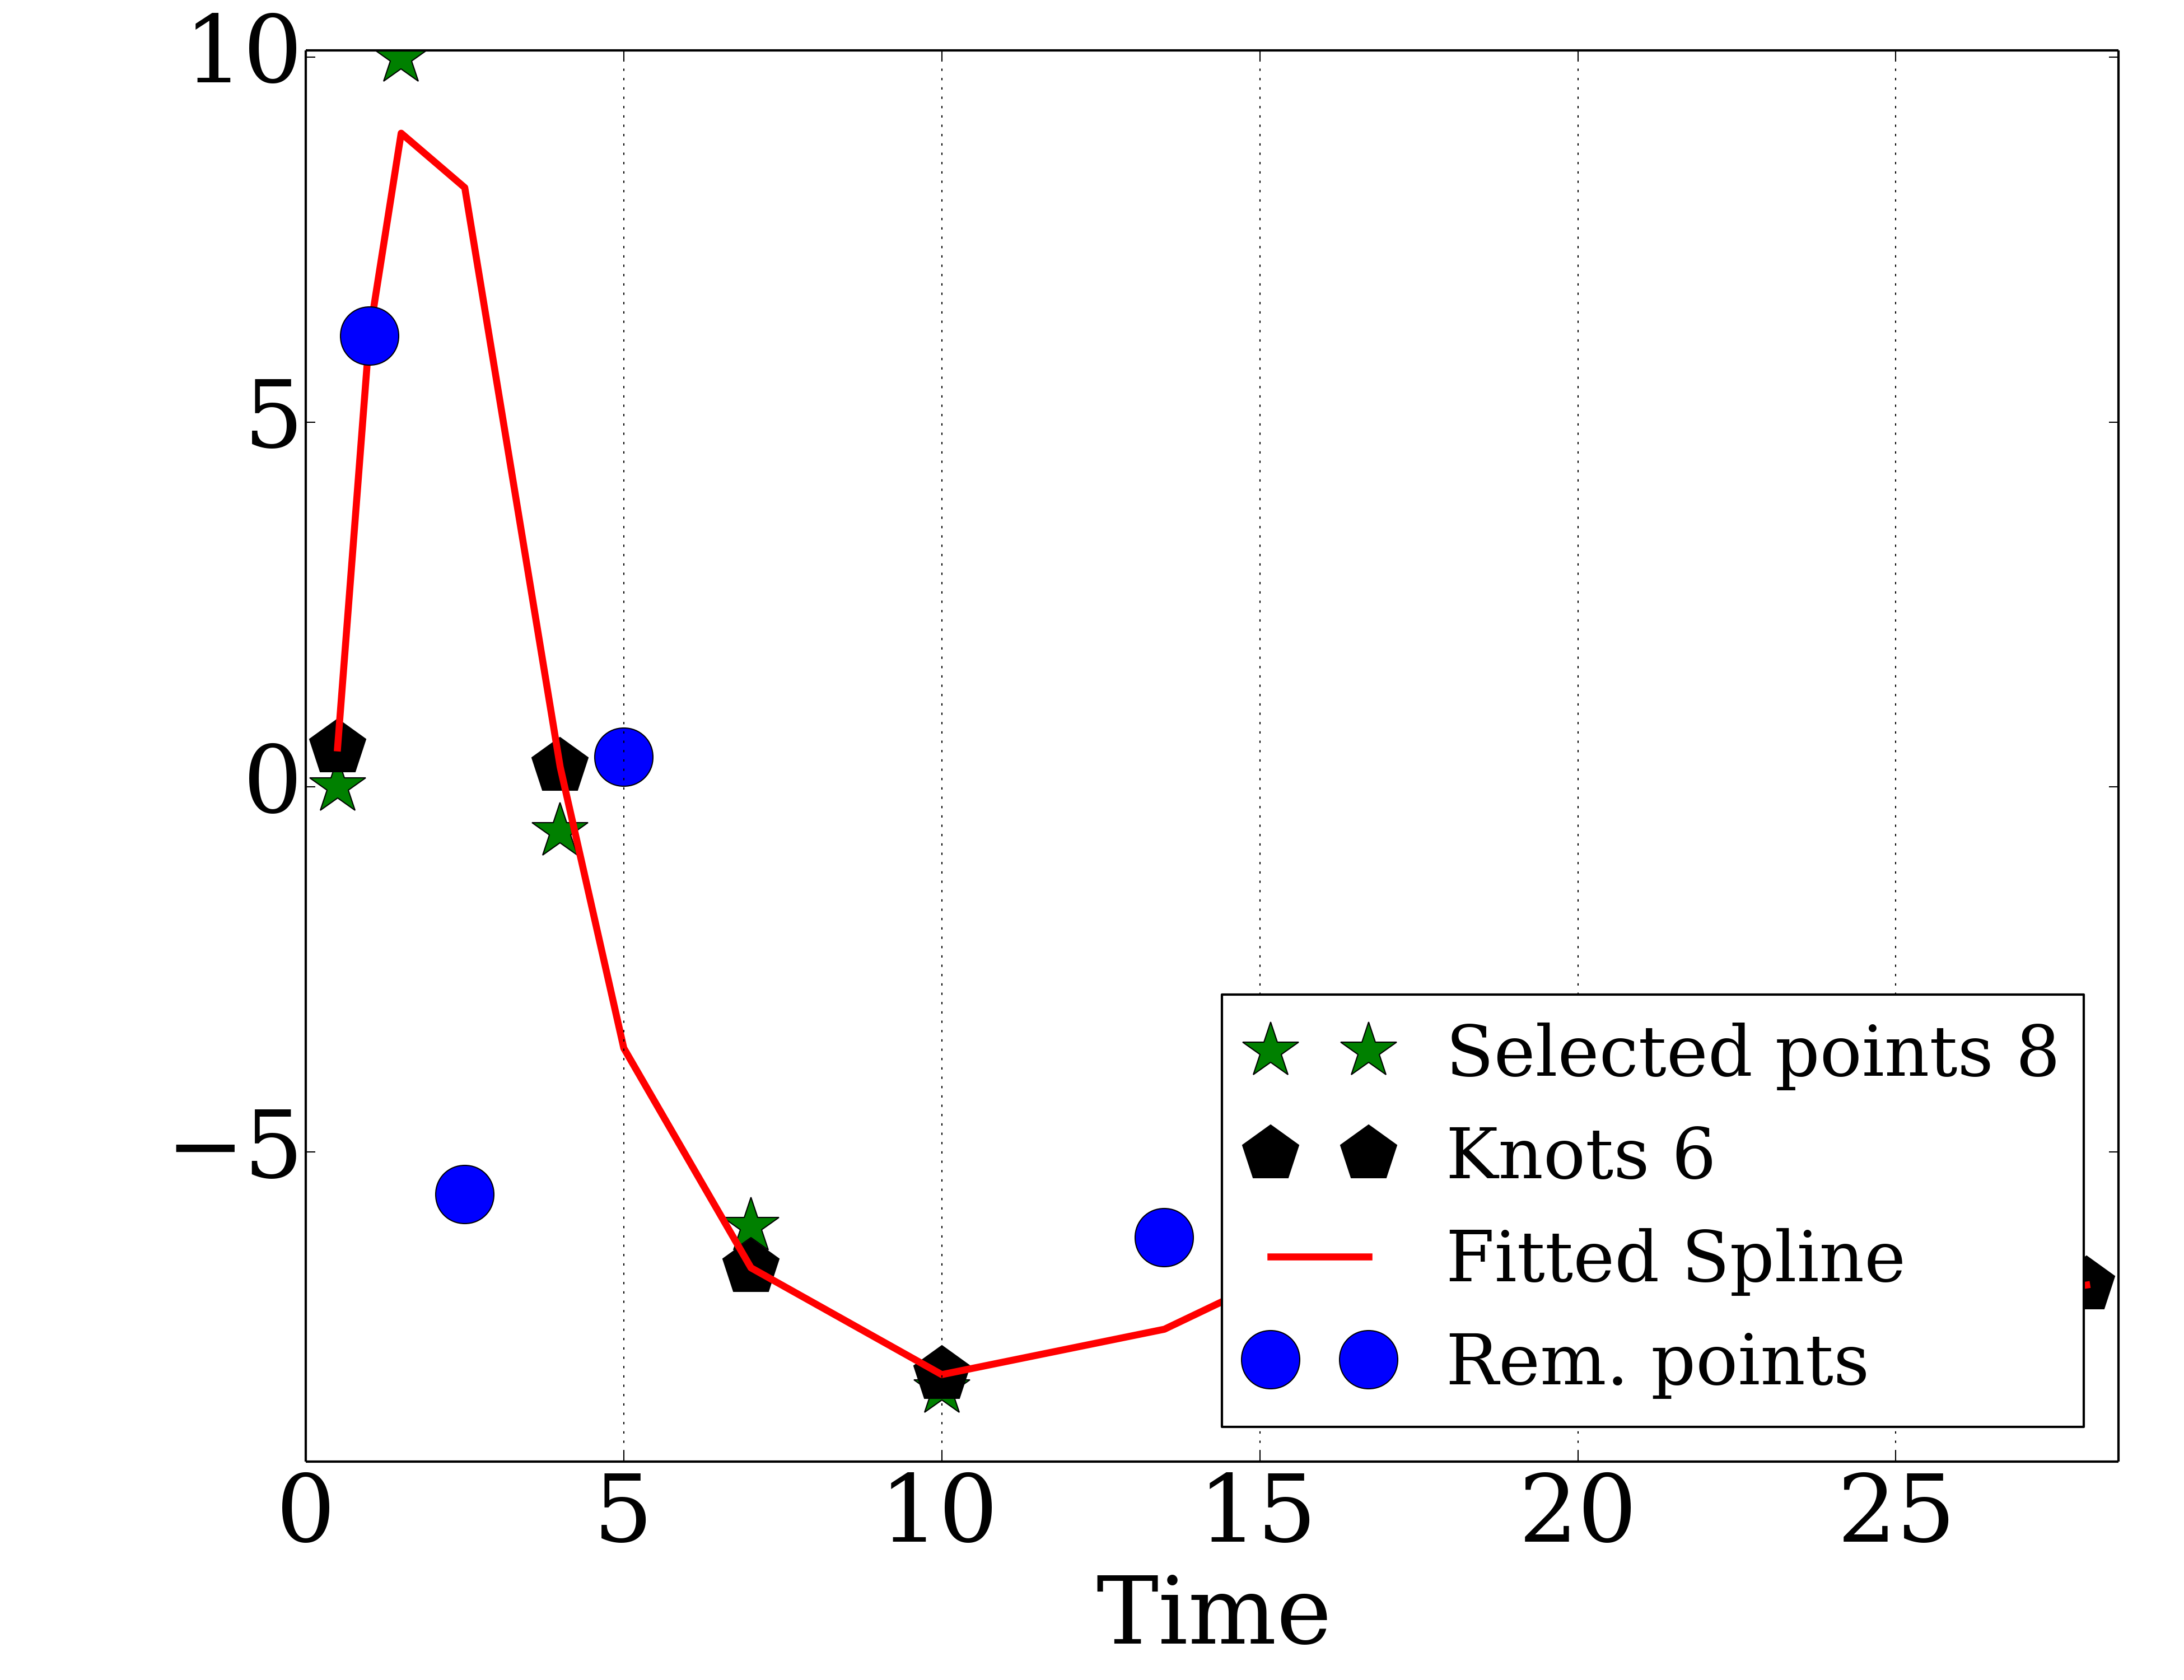 10
5
0
−5
0 5 10 15 20 25
Time
Selected points 8
Knots 6
Fitted Spline
Rem. points